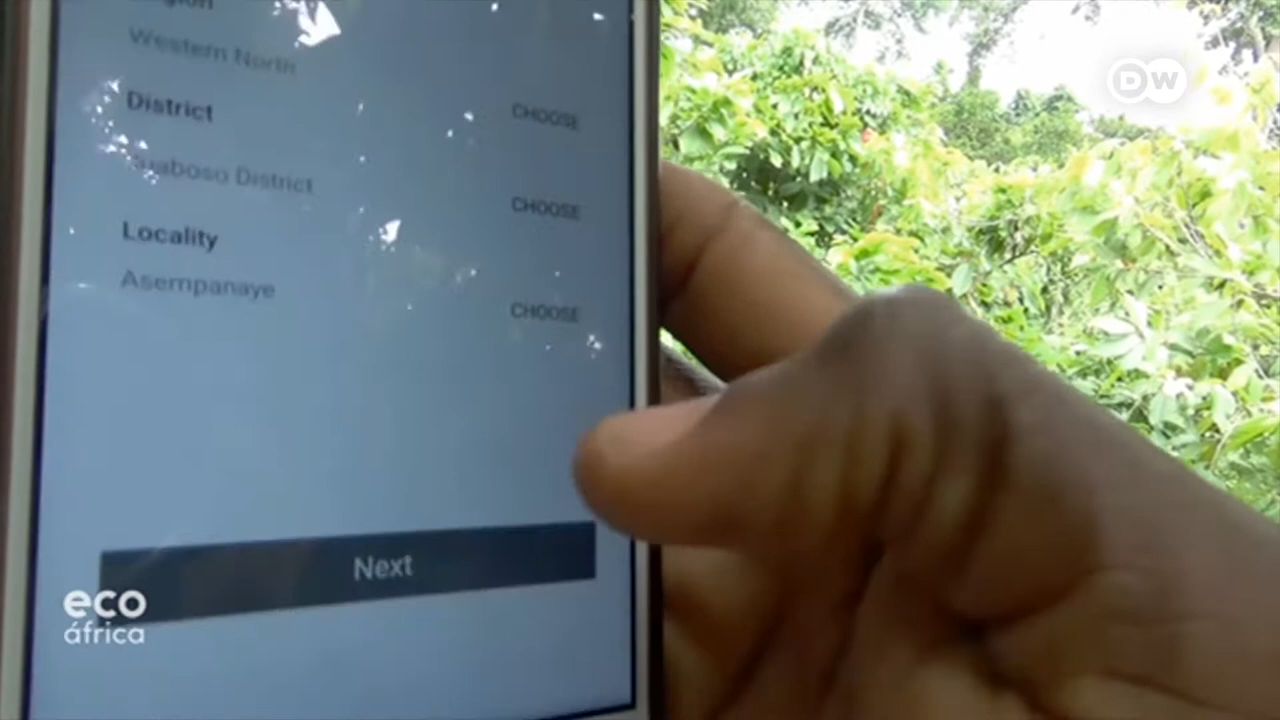 Western North
District
CHOOSE
District
CHOOSE
Locality
Asempanaye
CHOOSE
Next
DW
eco
áfrica